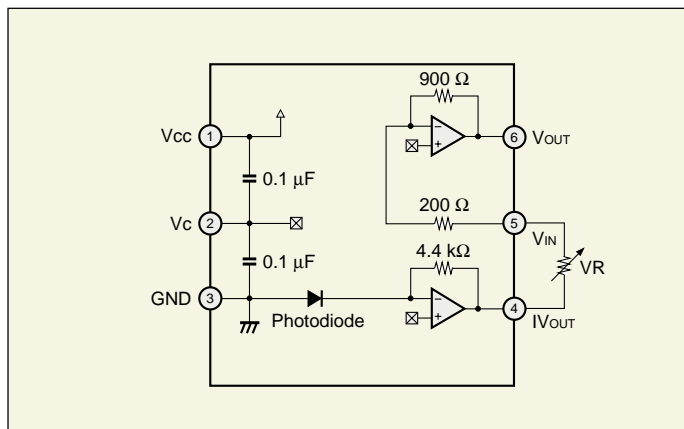 900 Ω
Vcc 1
− +
6 VOUT
0.1 μF
200 Ω
Vc 2
5 VIN
4.4 kΩ
0.1 μF
VR
GND 3
Photodiode
− +
4 IVOUT